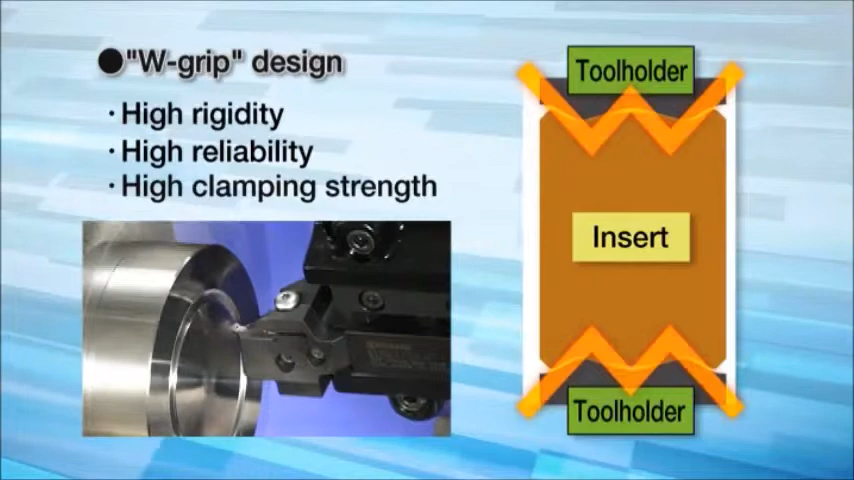 ●"W-grip" design
・High rigidity
・High reliability
・High clamping strength
Toolholder
Insert
Toolholder